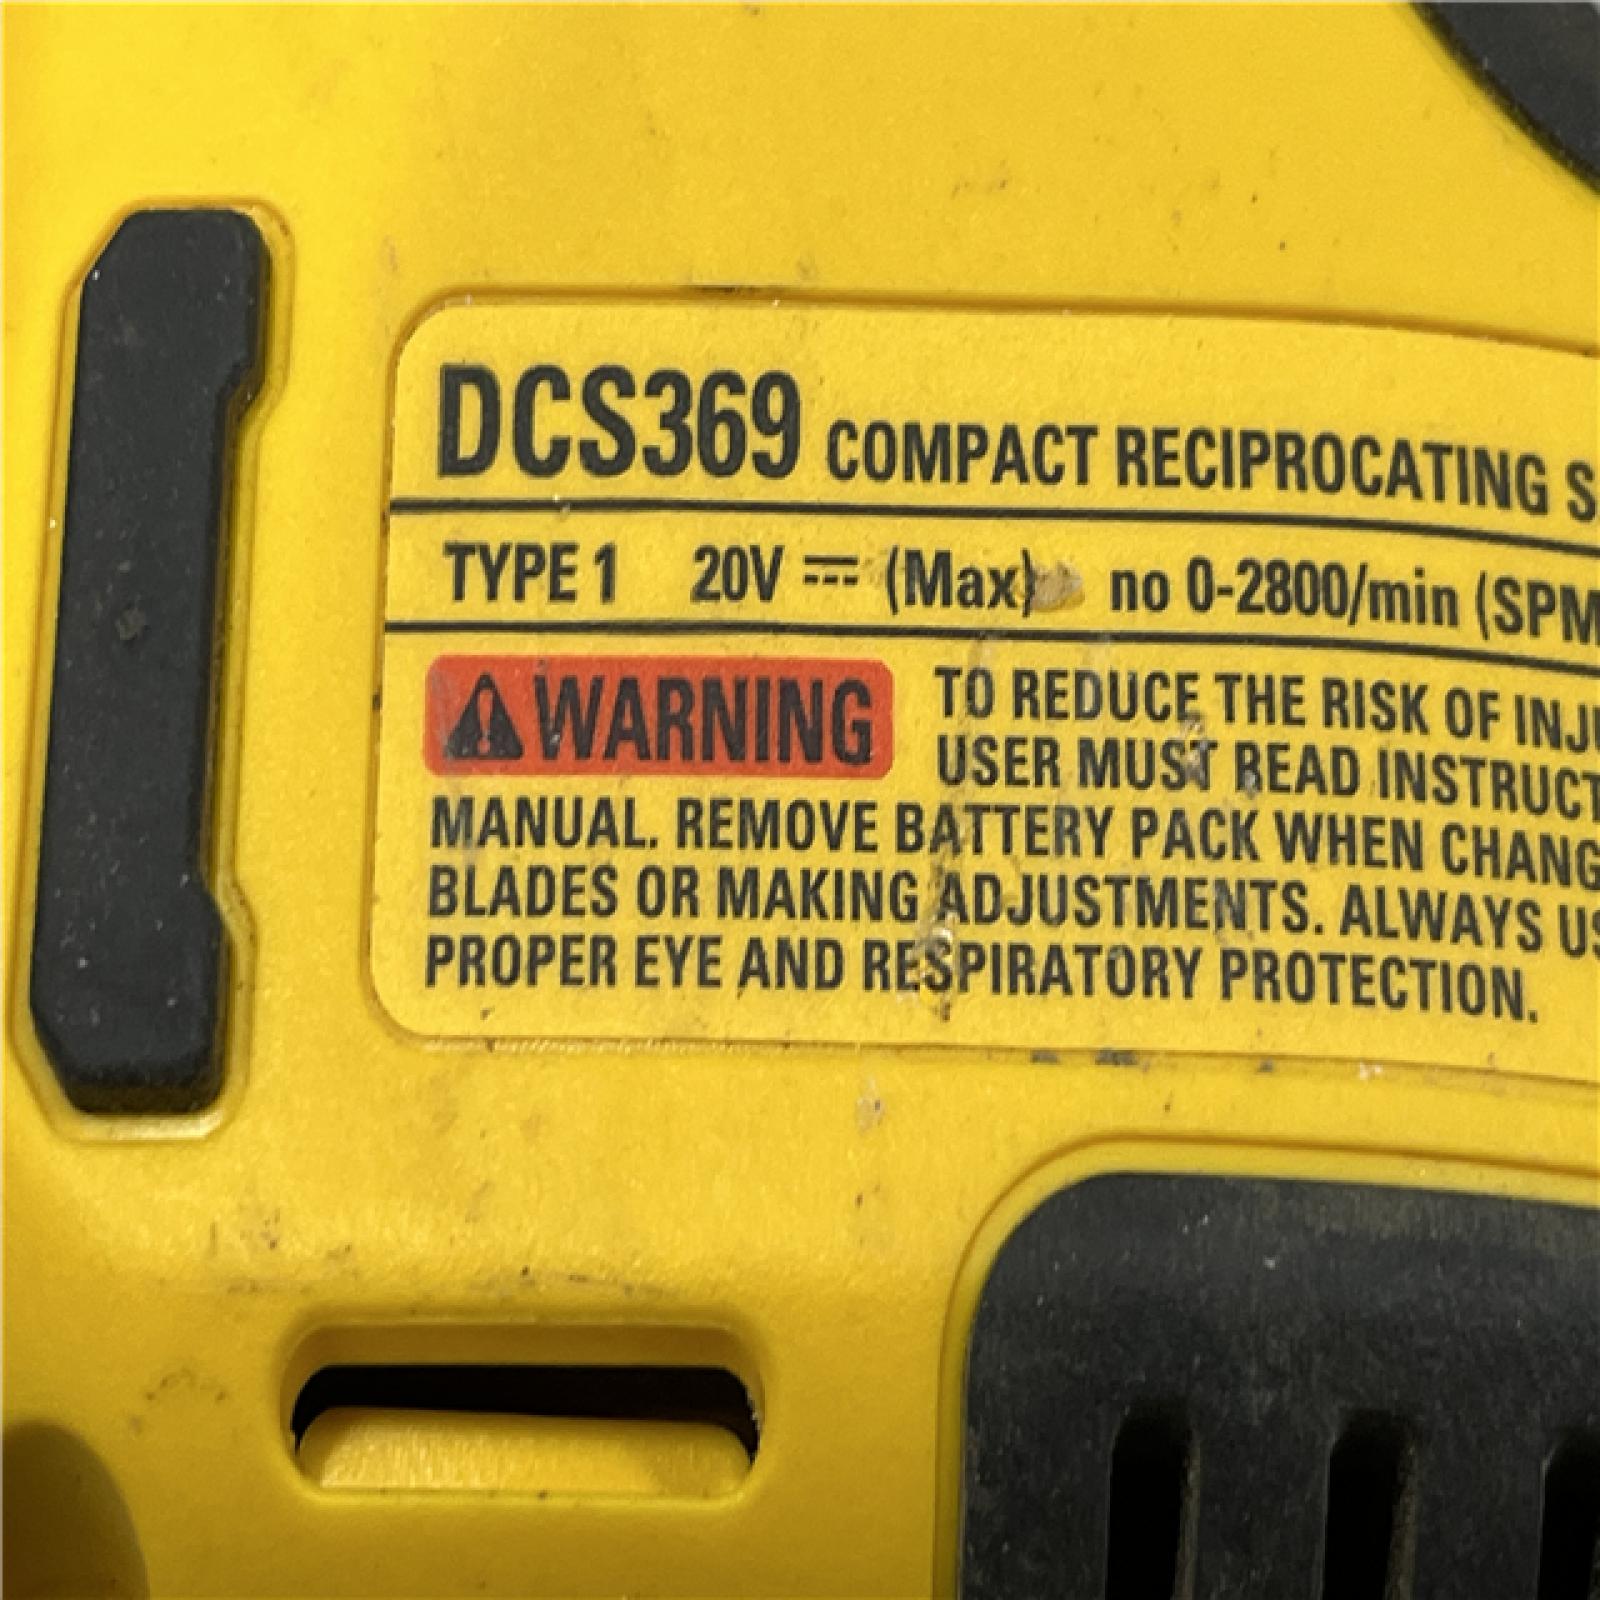 DCS369 COMPACT RECIPROCATING
TYPE 1 20V ⎓ (Max) no 0-2800/min (SPM
⚠ WARNING TO REDUCE THE RISK OF
USER MUST READ
MANUAL. REMOVE BATTERY PACK WHEN
BLADES OR MAKING ADJUSTMENTS. ALWAYS
PROPER EYE AND RESPIRATORY PROTECTION.